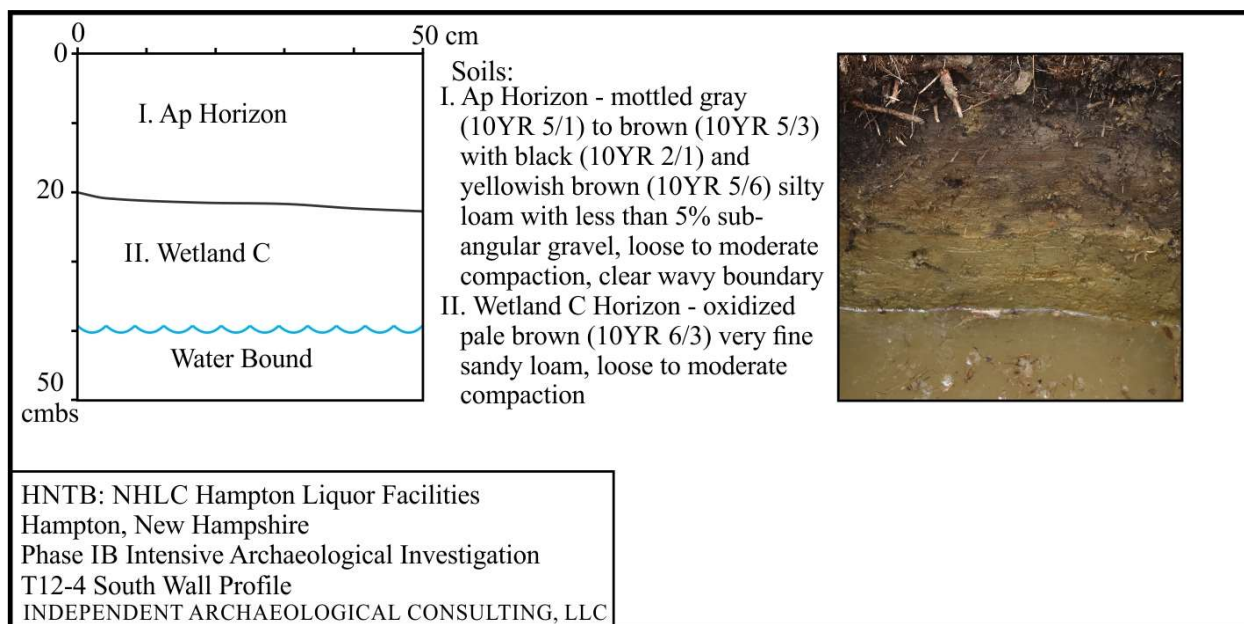 0
50 cm
0
I. Ap Horizon
20
II. Wetland C
Water Bound
50
cmbs
Soils:
I. Ap Horizon - mottled gray
(10YR 5/1) to brown (10YR 5/3)
with black (10YR 2/1) and
yellowish brown (10YR 5/6) silty
loam with less than 5% sub-
angular gravel, loose to moderate
compaction, clear wavy boundary
II. Wetland C Horizon - oxidized
pale brown (10YR 6/3) very fine
sandy loam, loose to moderate
compaction
HNTB: NHLC Hampton Liquor Facilities
Hampton, New Hampshire
Phase IB Intensive Archaeological Investigation
T12-4 South Wall Profile
INDEPENDENT ARCHAEOLOGICAL CONSULTING, LLC